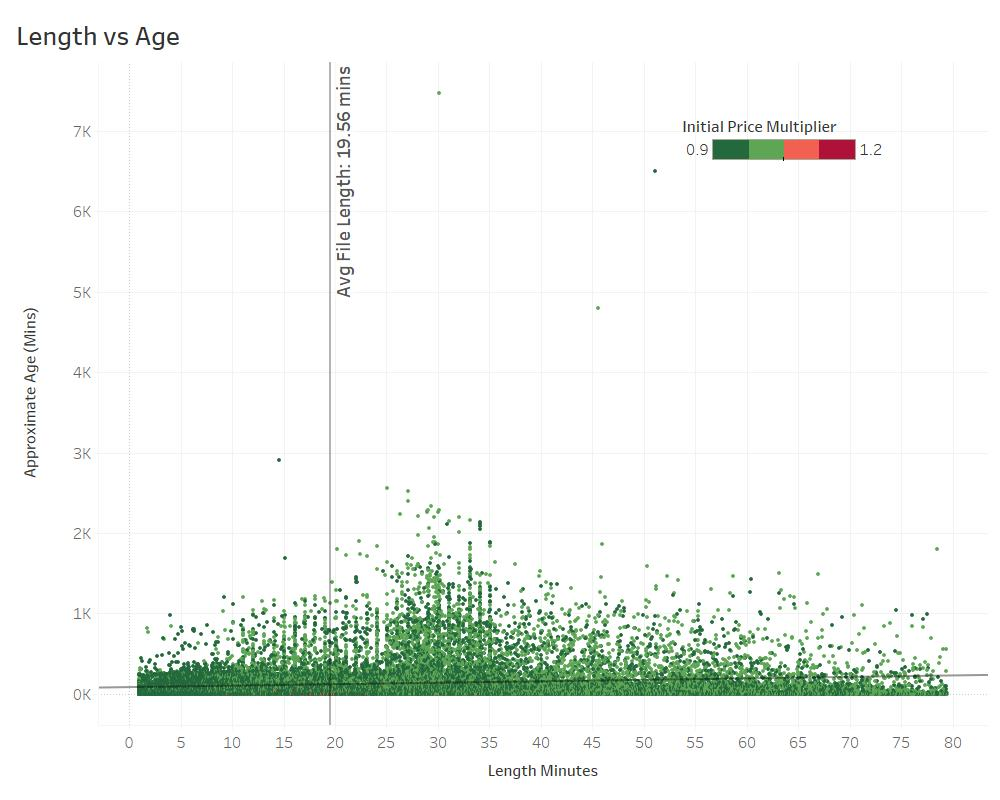 Length vs Age
Avg File Length: 19.56 mins
Initial Price Multiplier
0.9 1.2
Approximate Age (Mins)
7K
6K
5K
4K
3K
2K
1K
0K
0 5 10 15 20 25 30 35 40 45 50 55 60 65 70 75 80
Length Minutes